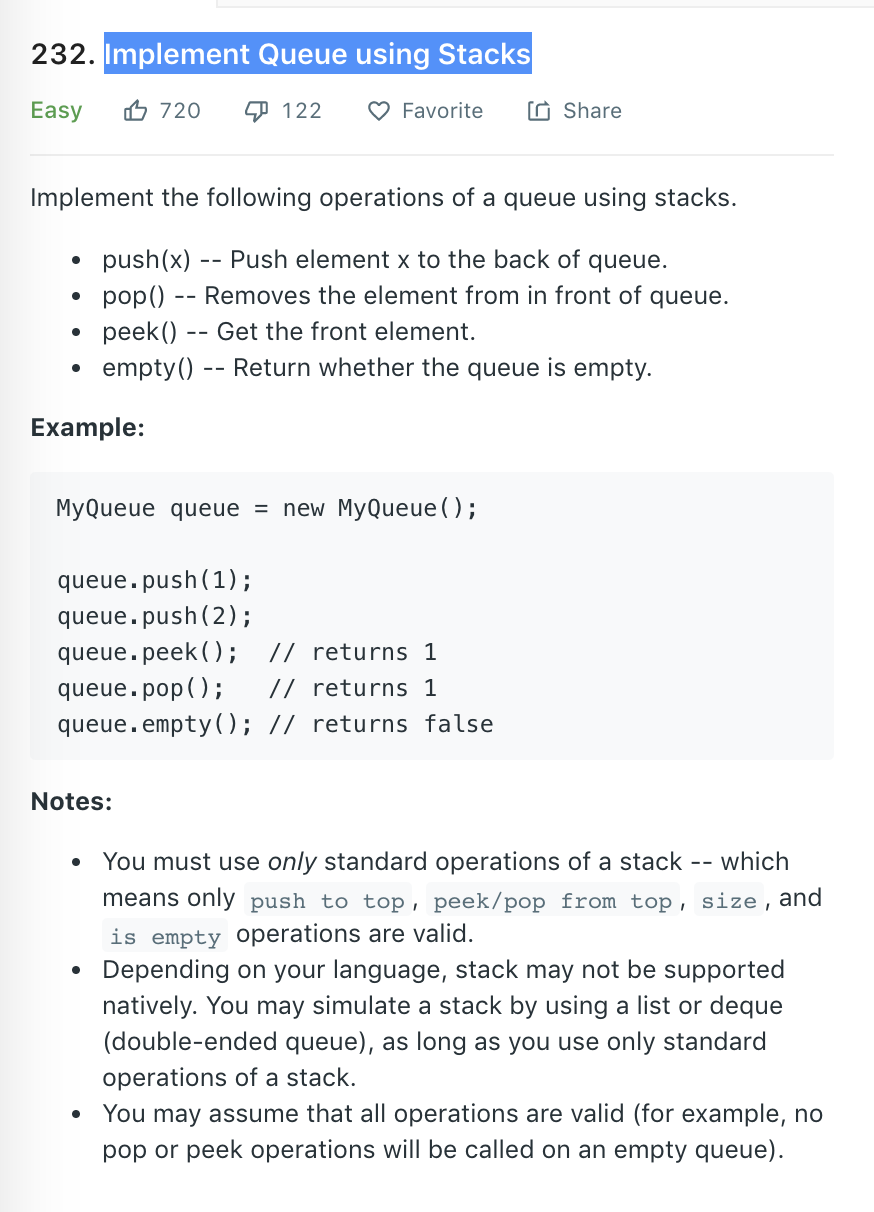 232. Implement Queue using Stacks
Easy 720 122 Favorite Share
Implement the following operations of a queue using stacks.
• push(x) -- Push element x to the back of queue.
• pop() -- Removes the element from in front of queue.
• peek() -- Get the front element.
• empty() -- Return whether the queue is empty.
Example:
MyQueue queue = new MyQueue();
queue.push(1);
queue.push(2);
queue.peek();  // returns 1
queue.pop();   // returns 1
queue.empty(); // returns false
Notes:
• You must use only standard operations of a stack -- which
means only push to top, peek/pop from top, size, and
is empty operations are valid.
• Depending on your language, stack may not be supported
natively. You may simulate a stack by using a list or deque
(double-ended queue), as long as you use only standard
operations of a stack.
• You may assume that all operations are valid (for example, no
pop or peek operations will be called on an empty queue).